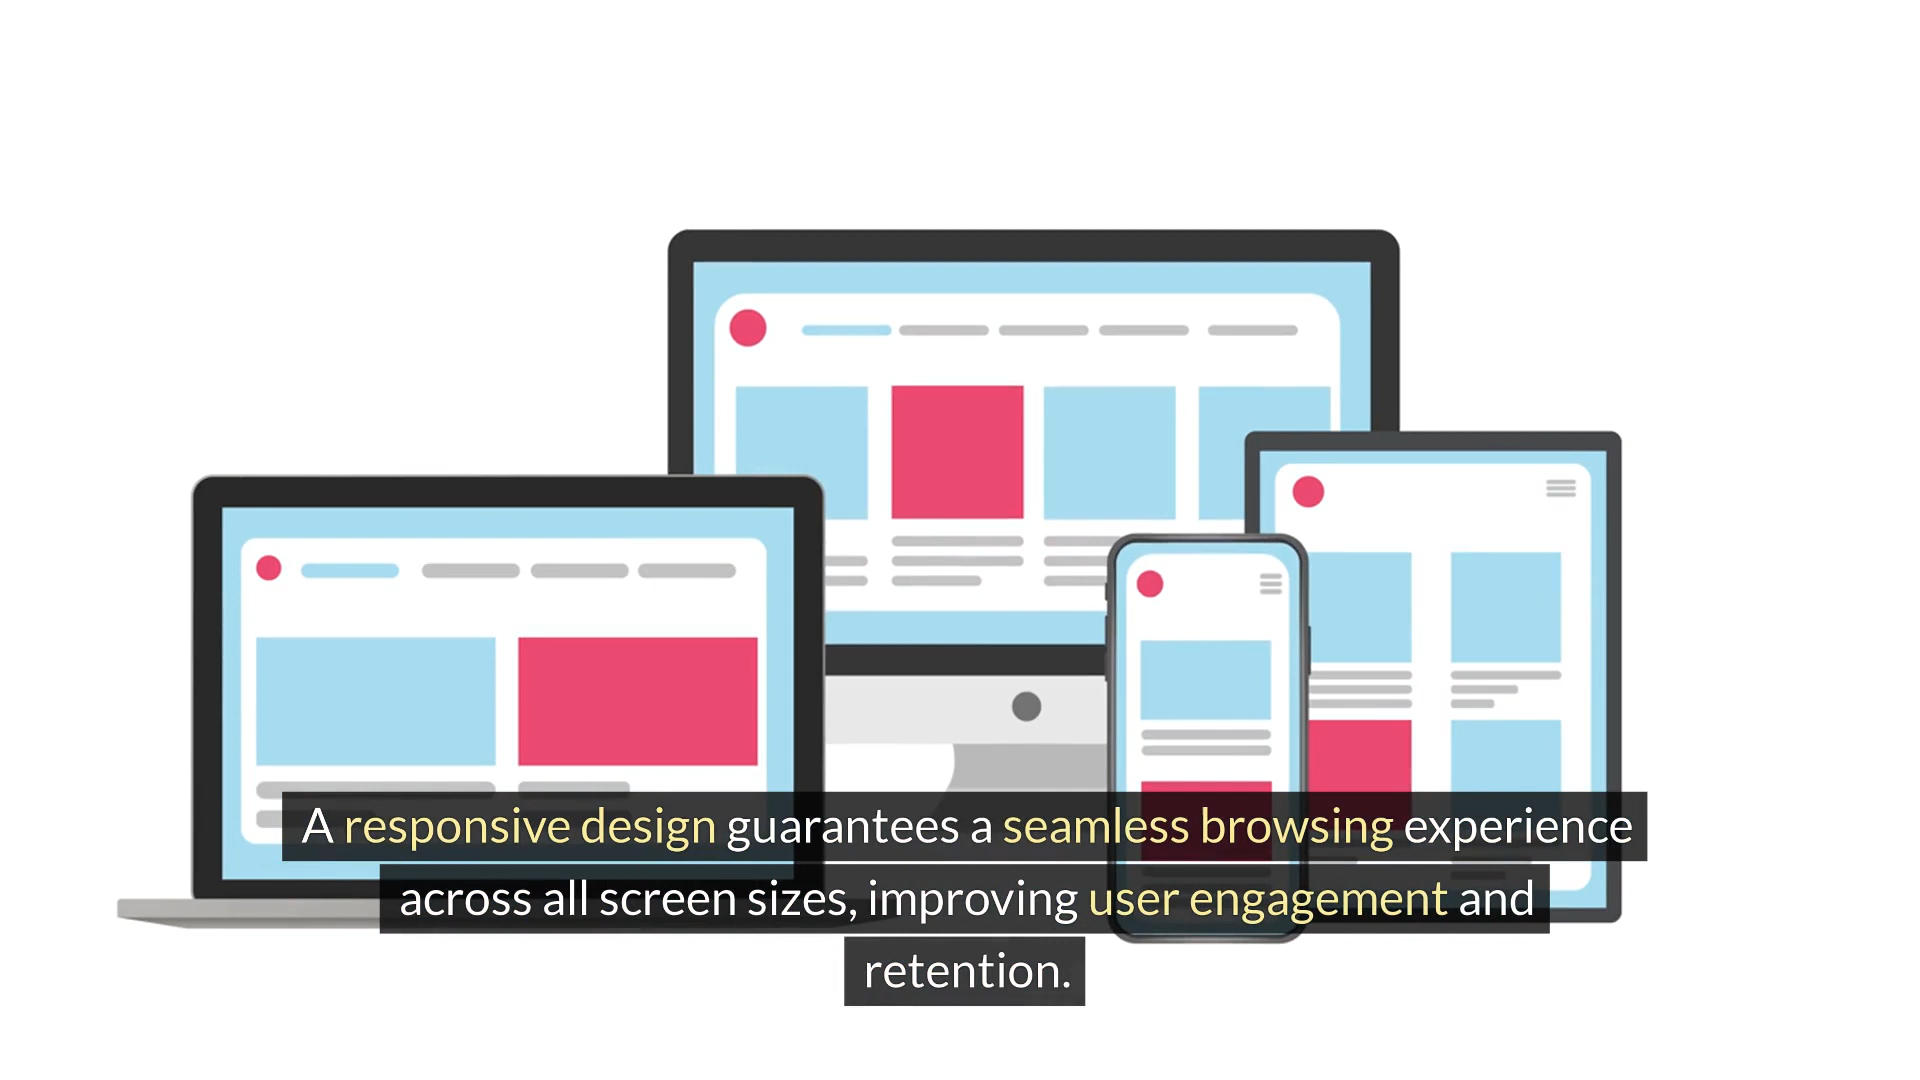 A responsive design guarantees a seamless browsing experience
across all screen sizes, improving user engagement and
retention.